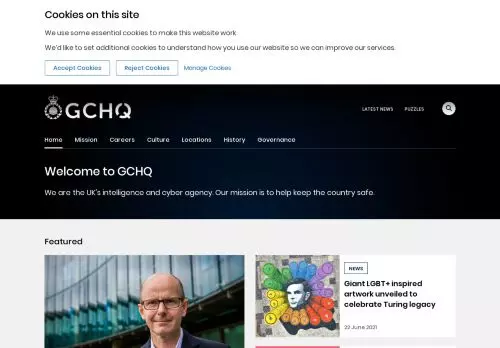 Cookies on this site
We use some essential cookies to make this website work.
We'd like to set additional cookies to understand how you use our website so we can improve our services.
Accept Cookies Reject Cookies Manage Cookies
GCHQ
LATEST NEWS PUZZLES
Home Mission Careers Culture Locations History Governance
Welcome to GCHQ
We are the UK's intelligence and cyber agency. Our mission is to help keep the country safe.
Featured
NEWS
Giant LGBT+ inspired
artwork unveiled to
celebrate Turing legacy
22 June 2021